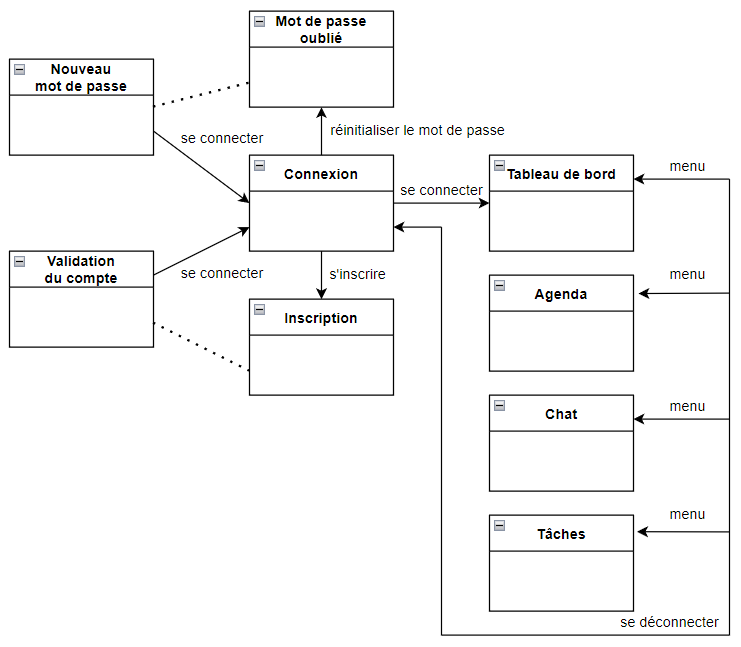 Mot de passe
oublié
Nouveau
mot de passe
réinitialiser le mot de passe
se connecter
Connexion
se connecter
Tableau de bord
menu
Validation
du compte
se connecter
s'inscrire
Inscription
Agenda
menu
Chat
menu
Tâches
menu
se déconnecter